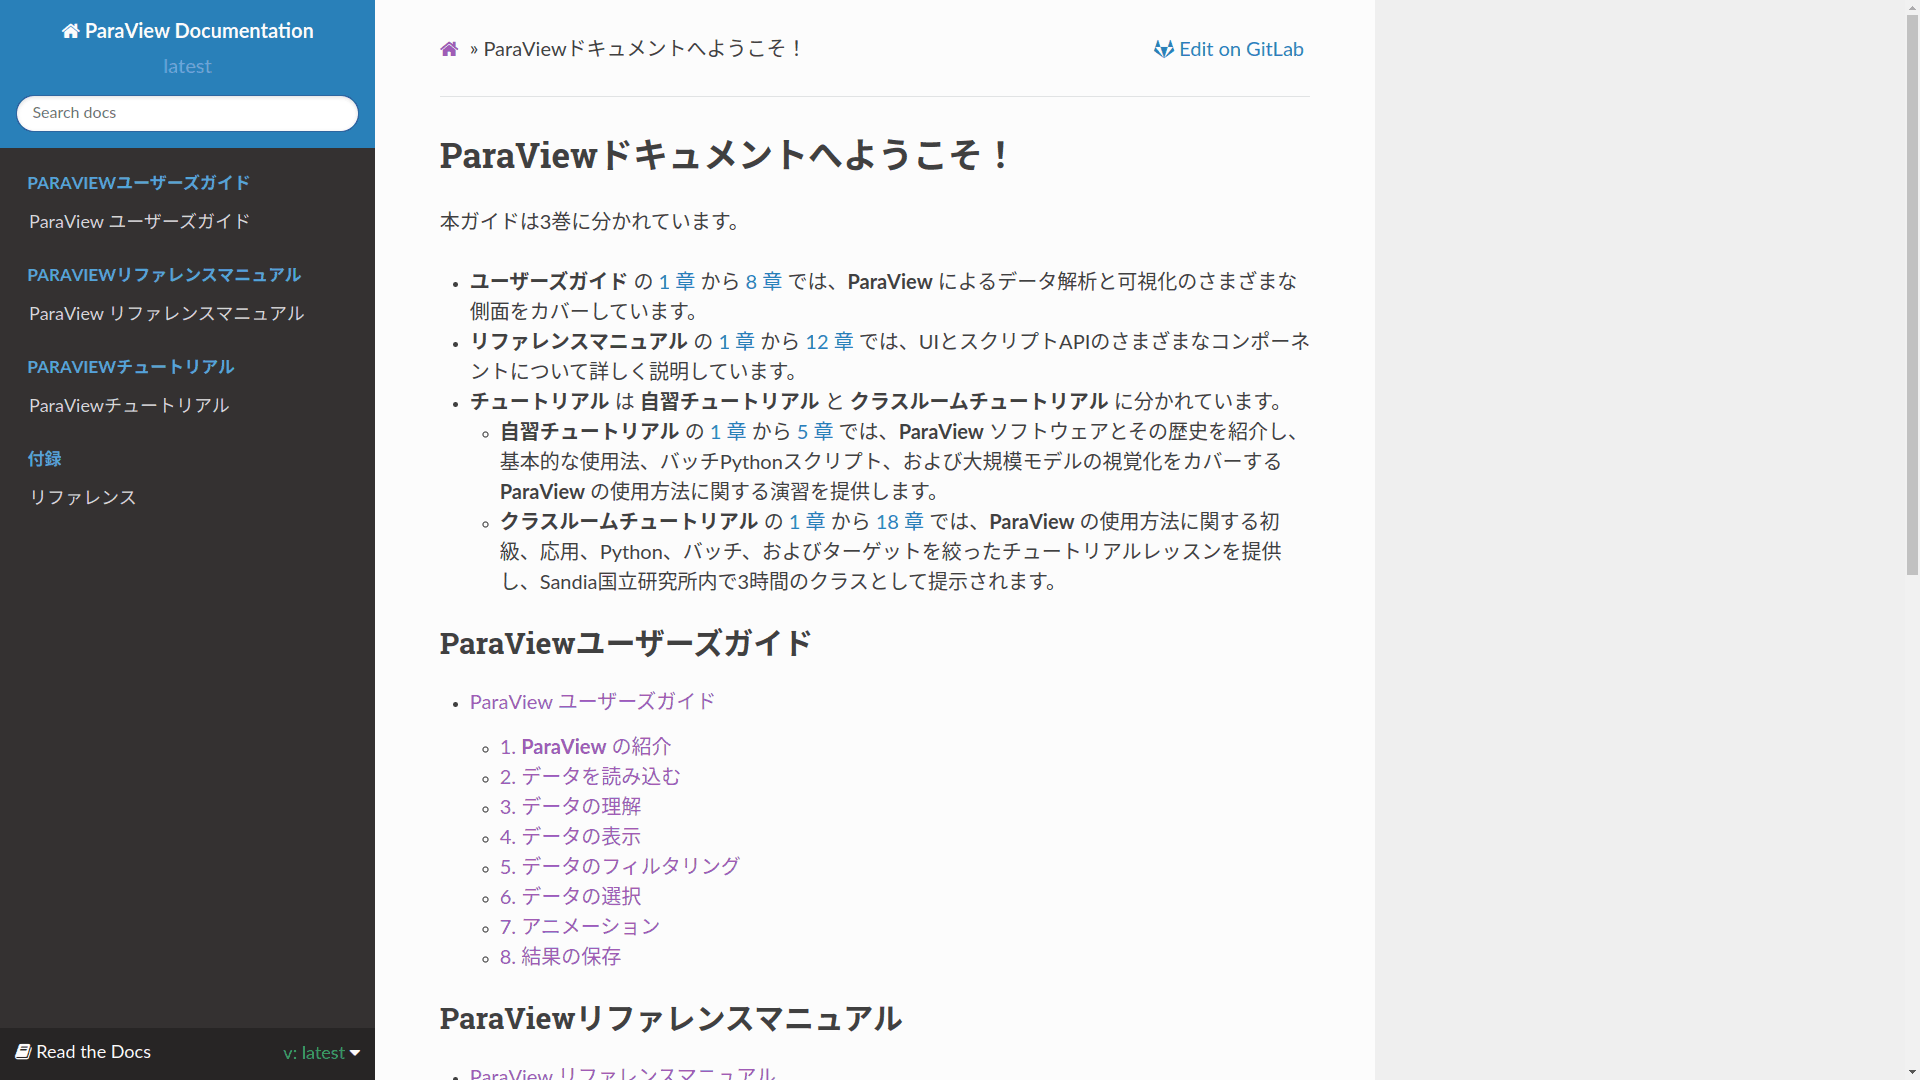 ParaView Documentation
latest
Search docs
PARAVIEWユーザーズガイド
ParaView ユーザーズガイド
PARAVIEWリファレンスマニュアル
ParaView リファレンスマニュアル
PARAVIEWチュートリアル
ParaViewチュートリアル
付録
リファレンス
Read the Docs
v: latest
» ParaViewドキュメントへようこそ！
Edit on GitLab
ParaViewドキュメントへようこそ！
本ガイドは3巻に分かれています。
ユーザーズガイド の 1 章 から 8 章 では、ParaView によるデータ解析と可視化のさまざまな
側面をカバーしています。
リファレンスマニュアル の 1 章 から 12 章 では、UIとスクリプトAPIのさまざまなコンポーネ
ントについて詳しく説明しています。
チュートリアル は 自習チュートリアル と クラスルームチュートリアル に分かれています。
自習チュートリアル の 1 章 から 5 章 では、ParaView ソフトウェアとその歴史を紹介し、
基本的な使用法、バッチPythonスクリプト、および大規模モデルの視覚化をカバーする
ParaView の使用方法に関する演習を提供します。
クラスルームチュートリアル の 1 章 から 18 章 では、ParaView の使用方法に関する初
級、応用、Python、バッチ、およびターゲットを絞ったチュートリアルレッスンを提供
し、Sandia国立研究所内で3時間のクラスとして提示されます。
ParaViewユーザーズガイド
ParaView ユーザーズガイド
1. ParaView の紹介
2. データを読み込む
3. データの理解
4. データの表示
5. データのフィルタリング
6. データの選択
7. アニメーション
8. 結果の保存
ParaViewリファレンスマニュアル
ParaView リファレンスマニュアル